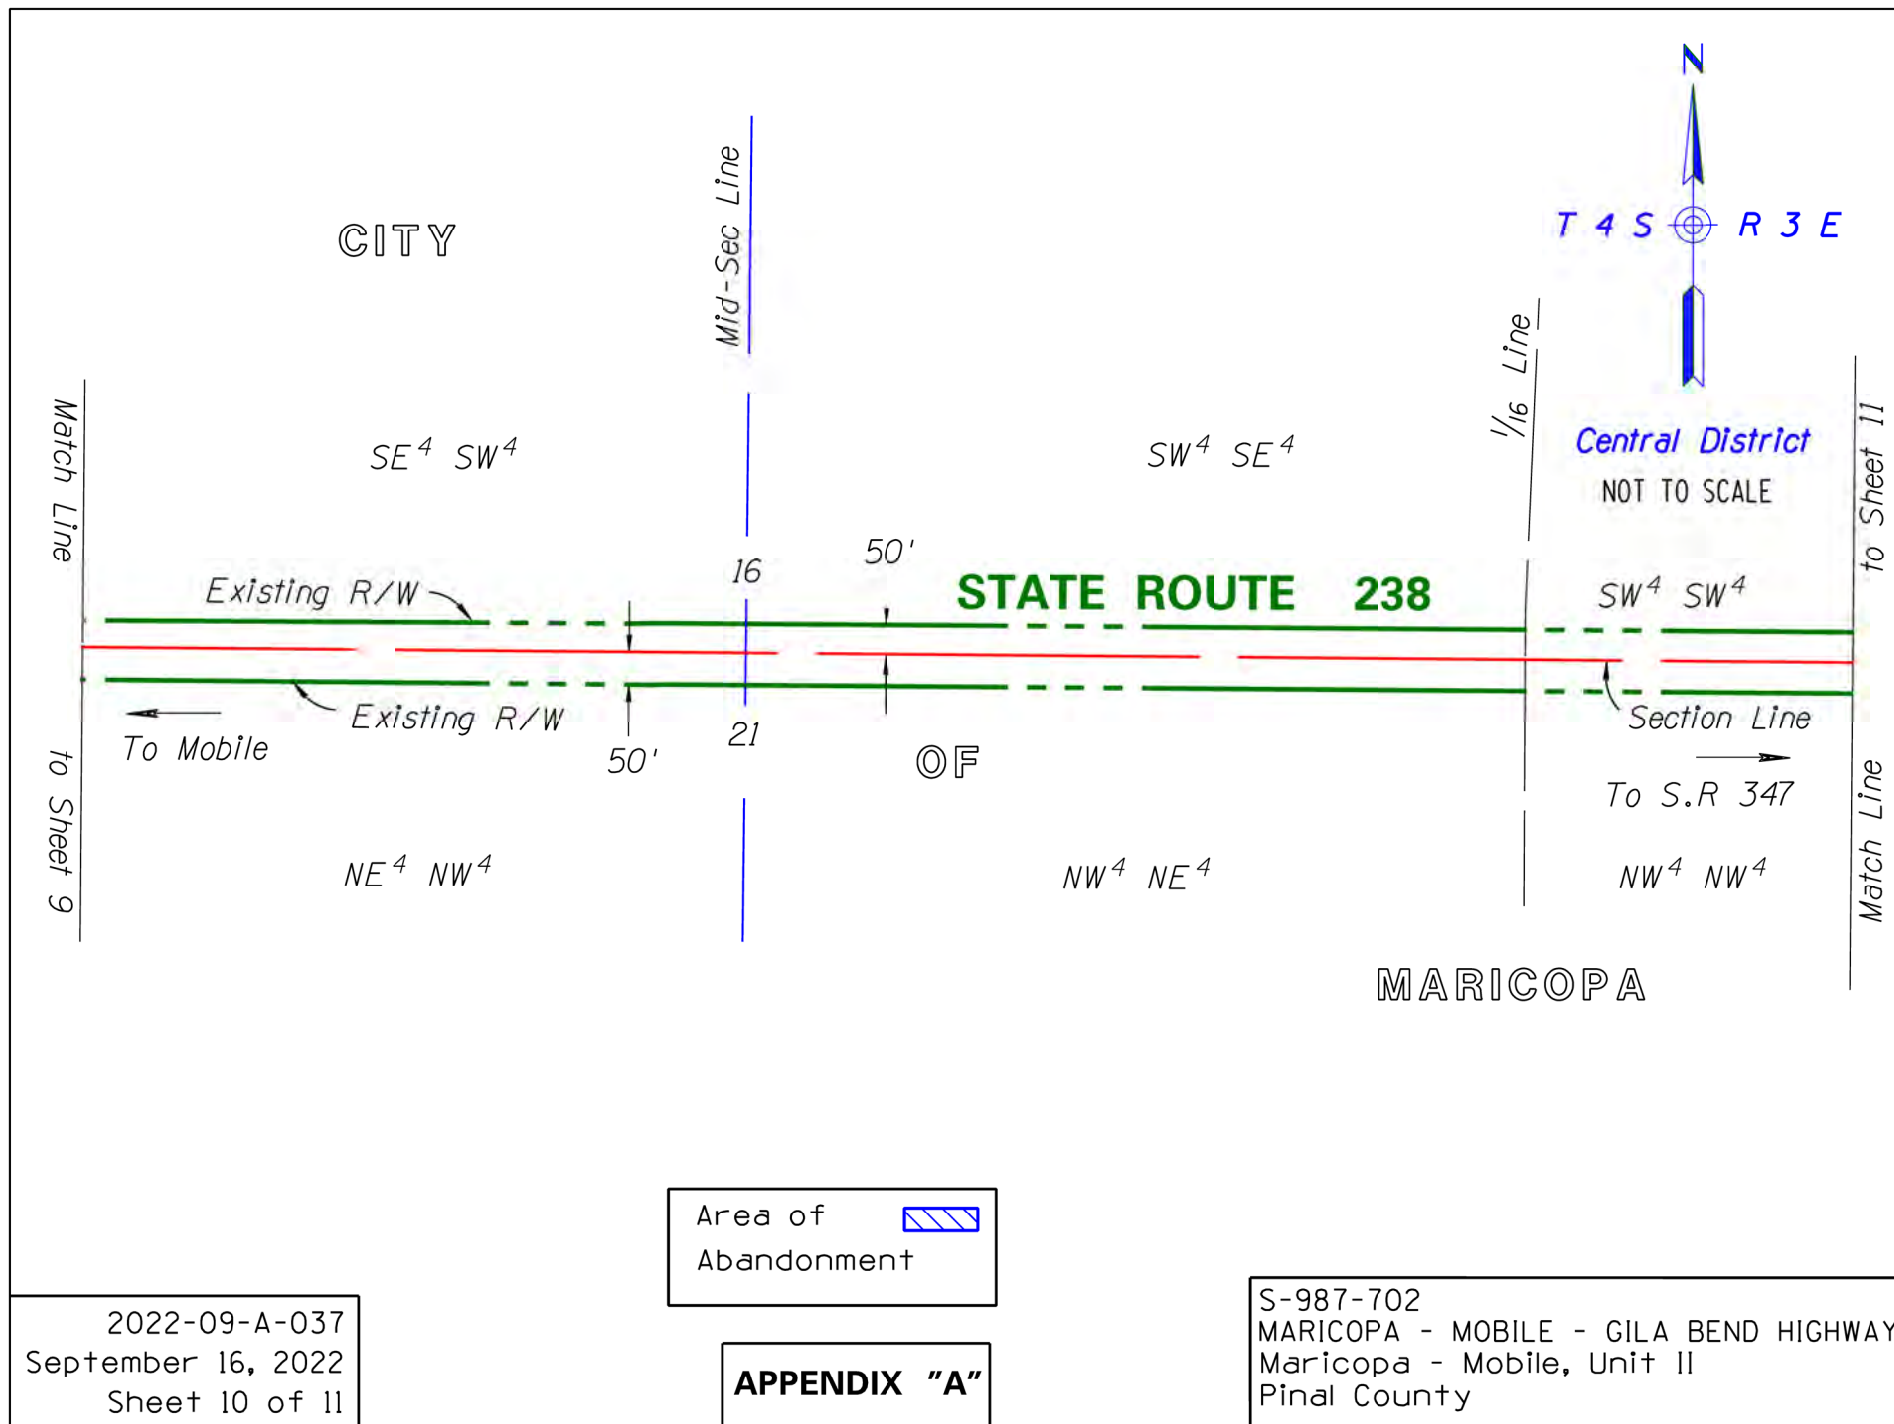 N
T 4 S R 3 E
Central District
NOT TO SCALE
CITY
Mid-Sec Line
1/16 Line
Match Line
to Sheet 9
to Sheet 11
Match Line
SE⁴ SW⁴
SW⁴ SE⁴
SW⁴ SW⁴
Existing R/W
16
50'
STATE ROUTE 238
Existing R/W
To Mobile
50'
21
OF
Section Line
To S.R 347
NE⁴ NW⁴
NW⁴ NE⁴
NW⁴ NW⁴
MARICOPA
Area of
Abandonment
2022-09-A-037
September 16, 2022
Sheet 10 of 11
APPENDIX "A"
S-987-702
MARICOPA - MOBILE - GILA BEND HIGHWAY
Maricopa - Mobile, Unit II
Pinal County